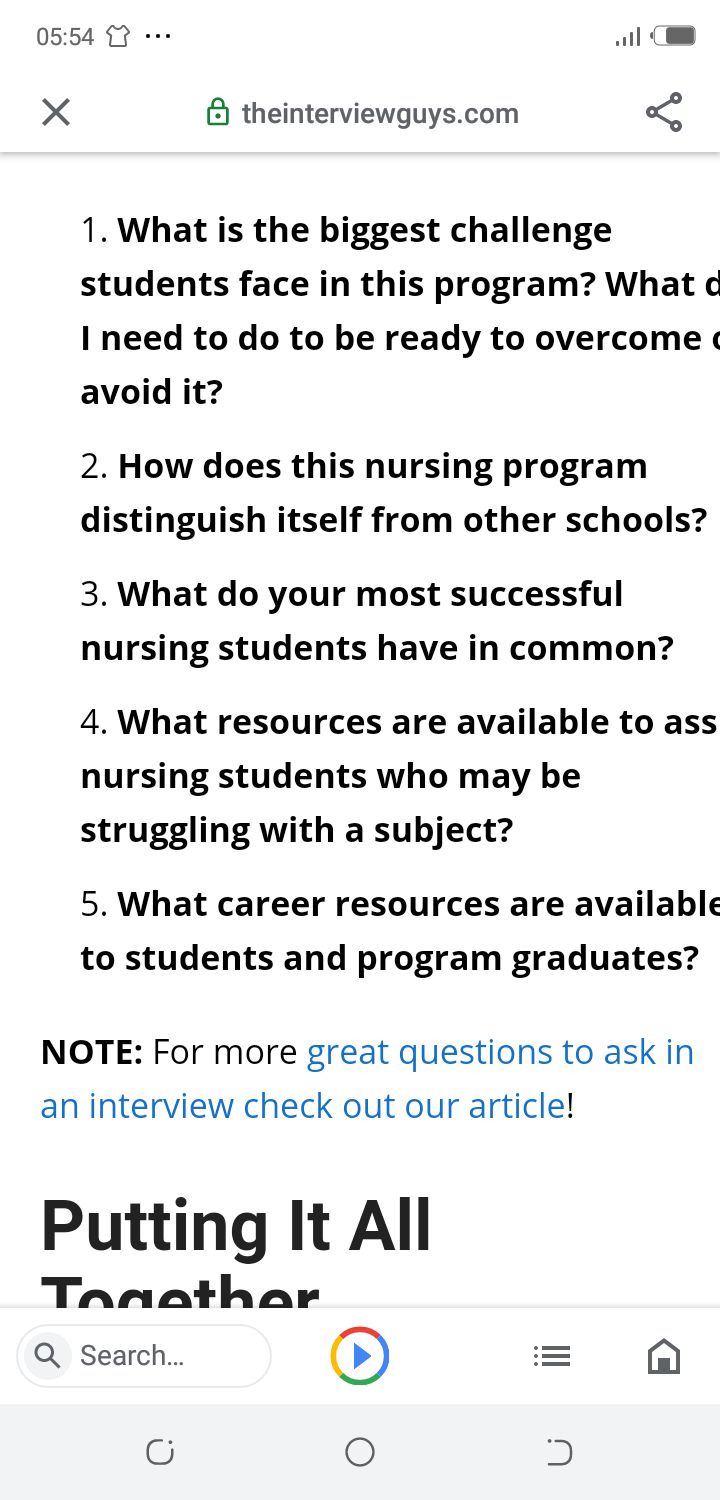 05:54
theinterviewguys.com
1. What is the biggest challenge
students face in this program? What
I need to do to be ready to overcome
avoid it?
2. How does this nursing program
distinguish itself from other schools?
3. What do your most successful
nursing students have in common?
4. What resources are available to ass
nursing students who may be
struggling with a subject?
5. What career resources are available
to students and program graduates?
NOTE: For more great questions to ask in
an interview check out our article!
Putting It All
Together
Search...